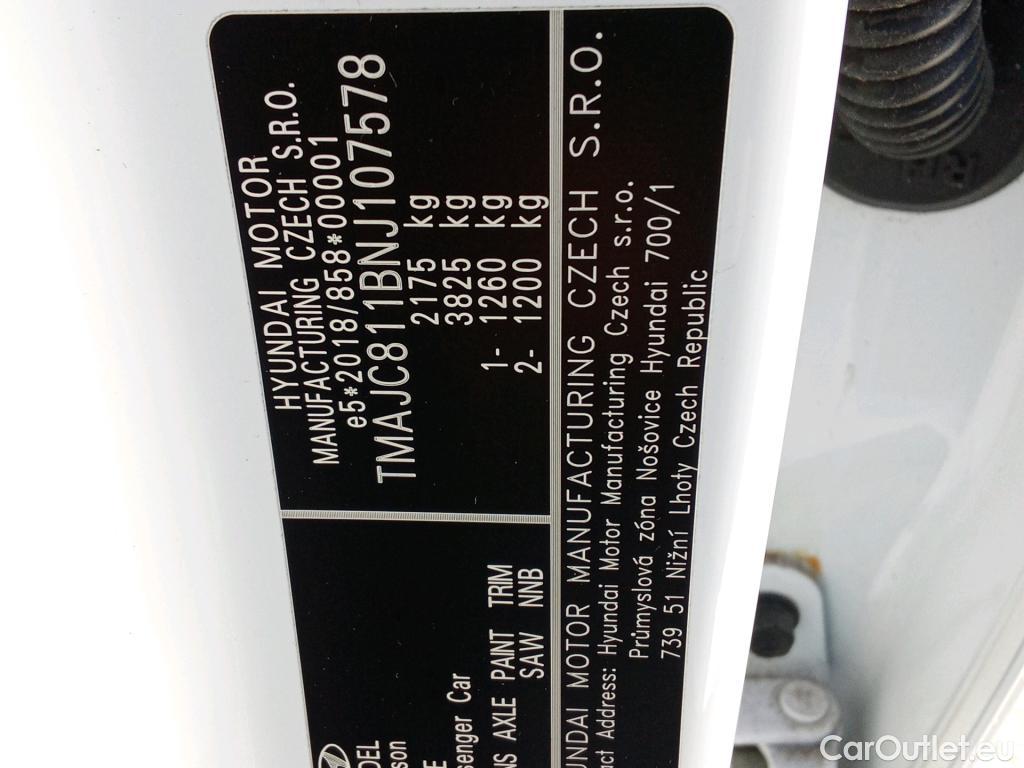 HYUNDAI MOTOR
MANUFACTURING CZECH S.R.O.
e5*2018/858*00001
TMAJC811BNJ107578
2175 kg
3825 kg
1- 1260 kg
2- 1200 kg
PAINT TRIM
SAW NNB
AXLE
Car
MOTOR MANUFACTURING CZECH S.R.O.
Address: Hyundai Motor Manufacturing Czech s.r.o.
Průmyslová zóna Nošovice Hyundai 700/1
739 51 Nižní Lhoty Czech Republic
CarOutlet.eu